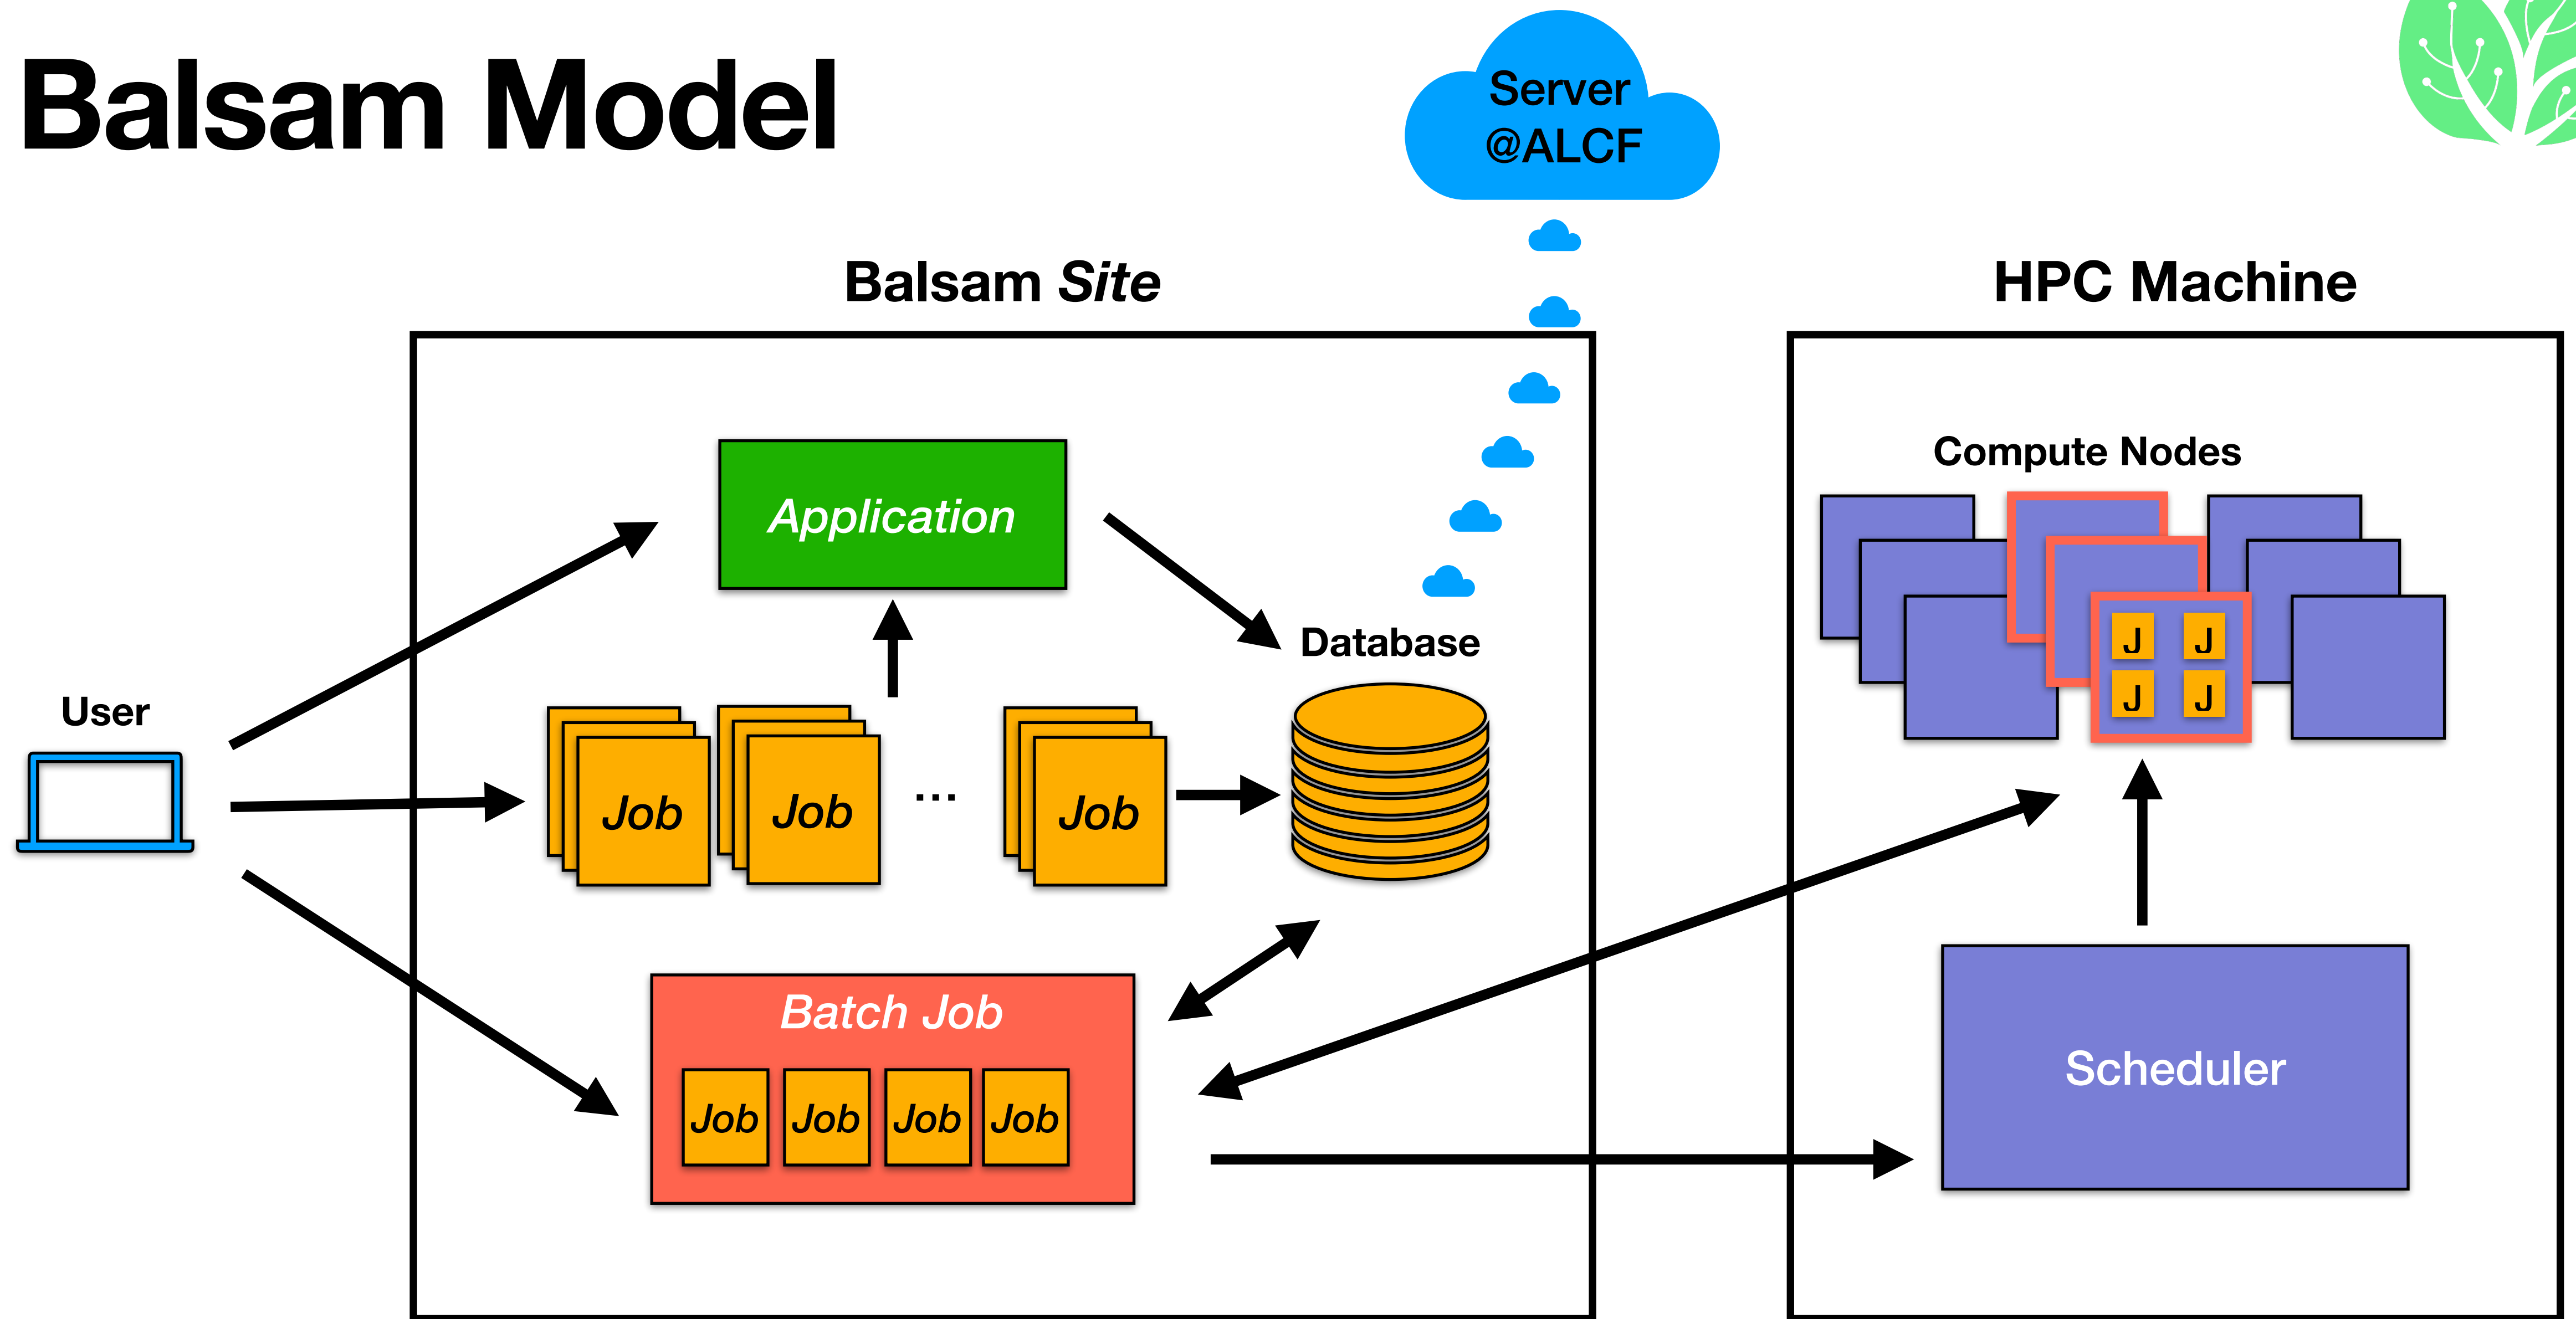 Balsam Model
Server
@ALCF
Balsam Site
HPC Machine
Application
Compute Nodes
Database
User
J J
J J
Job
Job
...
Job
Batch Job
Job
Job
Job
Job
Scheduler